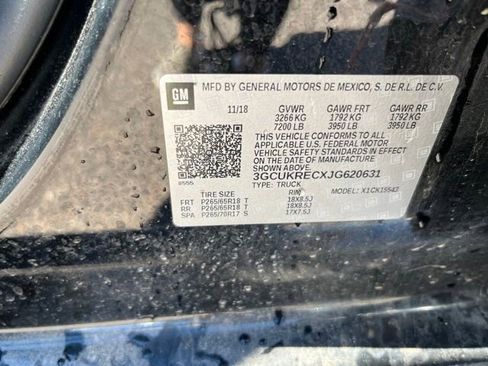 GM MFD BY GENERAL MOTORS DE MEXICO, S. DE R.L. DE C.V.
11/18 GVWR GAWR FRT GAWR RR
3266 KG 1792 KG 1792 KG
7200 LB 3950 LB 3950 LB
THIS VEHICLE CONFORMS TO ALL
APPLICABLE U.S. FEDERAL MOTOR
VEHICLE SAFETY STANDARDS IN
EFFECT ON THE DATE OF
MANUFACTURE SHOWN ABOVE.
3GCUKRECXJG620631
TYPE: TRUCK MODEL: X1CK15543
TIRE SIZE RIM
FRT P265/65R18 T 18X8.5J
RR P265/65R18 T 18X8.5J
SPA P265/70R17 S 17X7.5J